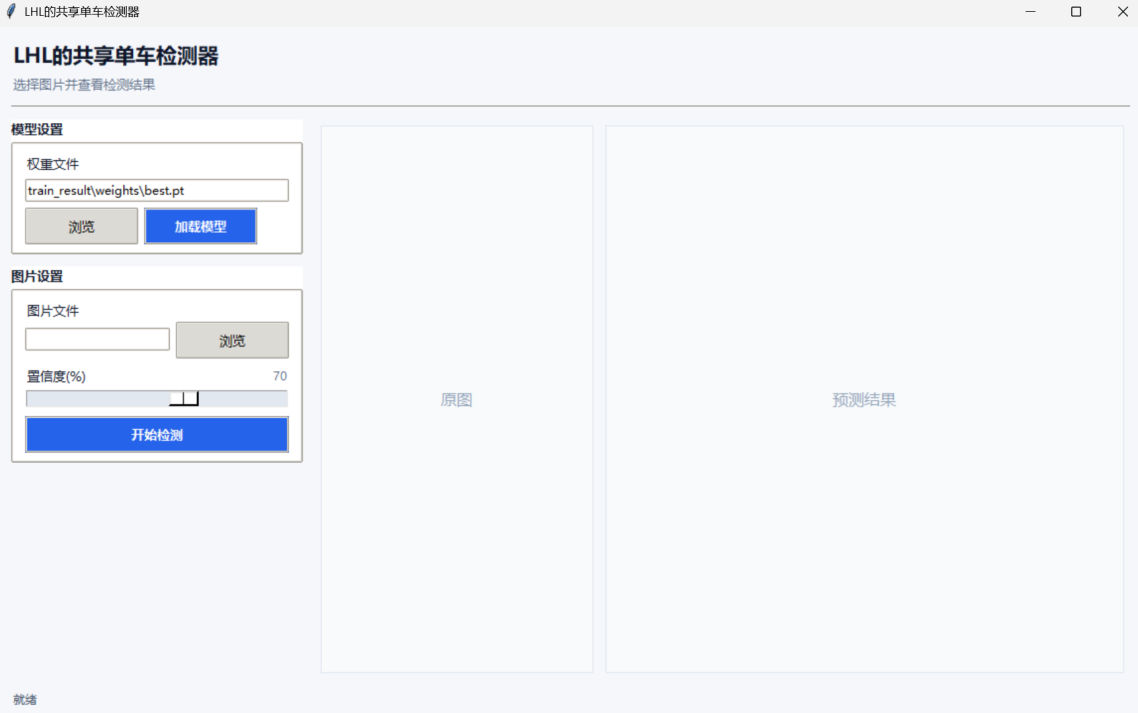 LHL的共享单车检测器
LHL的共享单车检测器
选择图片并查看检测结果
模型设置
权重文件
train_result\weights\best.pt
浏览
加载模型
图片设置
图片文件
浏览
置信度(%)
70
开始检测
原图
预测结果
就绪